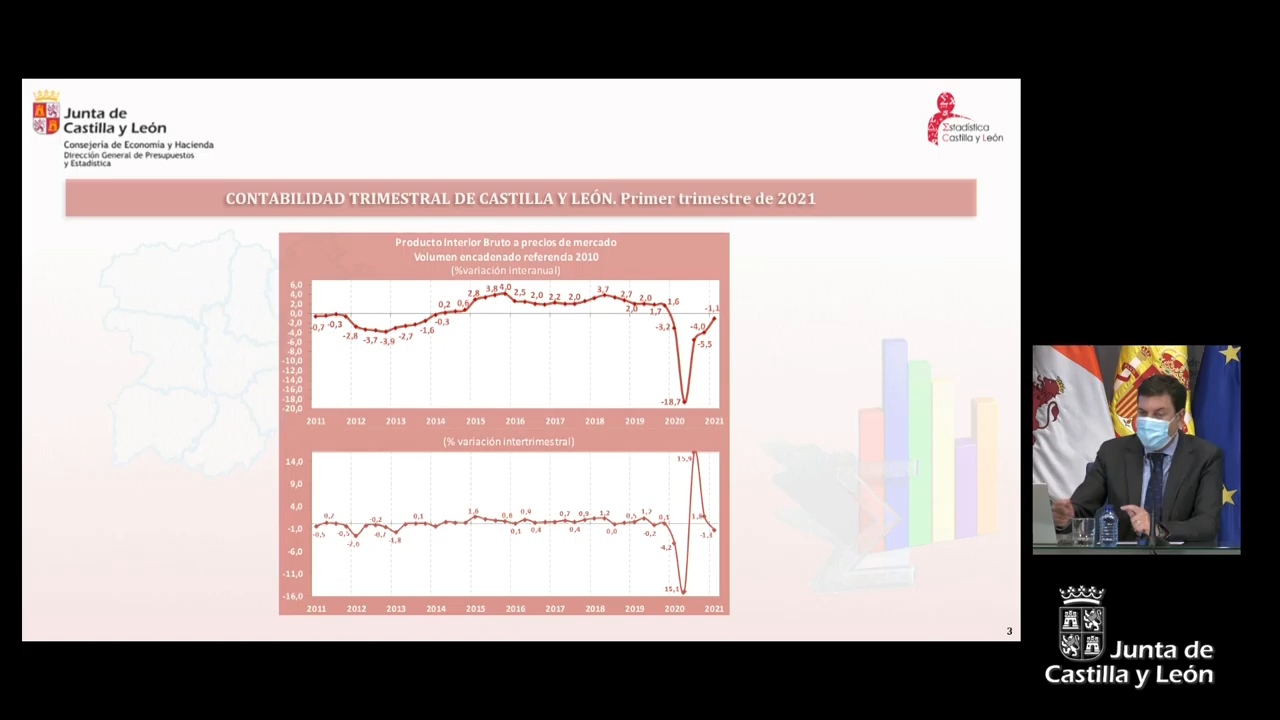 Junta de
Castilla y León
Consejería de Economía y Hacienda
Dirección General de Presupuestos
y Estadística
Estadística
Castilla y León
CONTABILIDAD TRIMESTRAL DE CASTILLA Y LEÓN. Primer trimestre de 2021
Producto Interior Bruto a precios de mercado
Volumen encadenado referencia 2010
(%variación interanual)
6,0
4,0
2,0
0,0
-2,0
-4,0
-6,0
-8,0
-10,0
-12,0
-14,0
-16,0
-18,0
-20,0
-0,7 -0,3 -2,8 -3,7 -3,9 -2,7 -1,6 -0,3 0,2 0,6 2,8 3,8 4,0 2,5 2,0 2,2 2,0 3,7 2,7 2,0 2,0 1,7 1,6 -3,2 -18,7 -5,5 -4,0 -1,1
2011 2012 2013 2014 2015 2016 2017 2018 2019 2020 2021
(% variación intertrimestral)
14,0
9,0
4,0
-1,0
-6,0
-11,0
-16,0
-0,5 0,7 -0,5 -2,6 -0,2 -0,7 -1,8 0,1 1,6 0,6 0,1 0,9 0,4 0,7 0,4 0,9 1,2 0,0 0,5 1,7 -0,2 0,1 -4,2 15,1 15,9 1,8 -1,3
2011 2012 2013 2014 2015 2016 2017 2018 2019 2020 2021
3
Junta de
Castilla y León